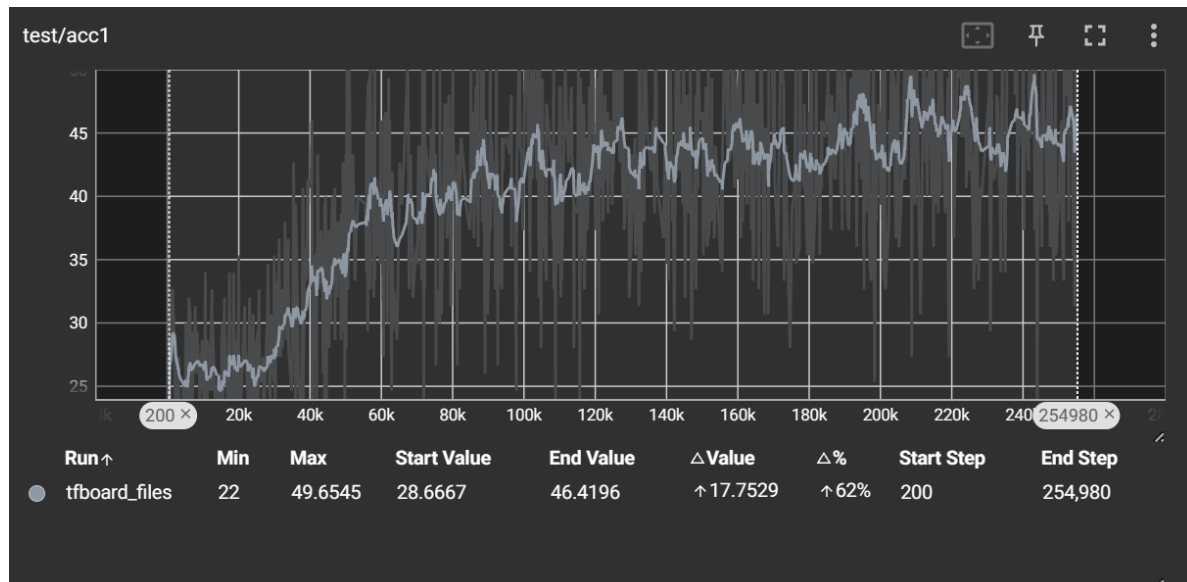 test/acc1
50
45
40
35
30
25
200 × 20k 40k 60k 80k 100k 120k 140k 160k 180k 200k 220k 240 254980 ×
Run↑ Min Max Start Value End Value △Value △% Start Step End Step
tfboard_files 22 49.6545 28.6667 46.4196 ↑17.7529 ↑62% 200 254,980